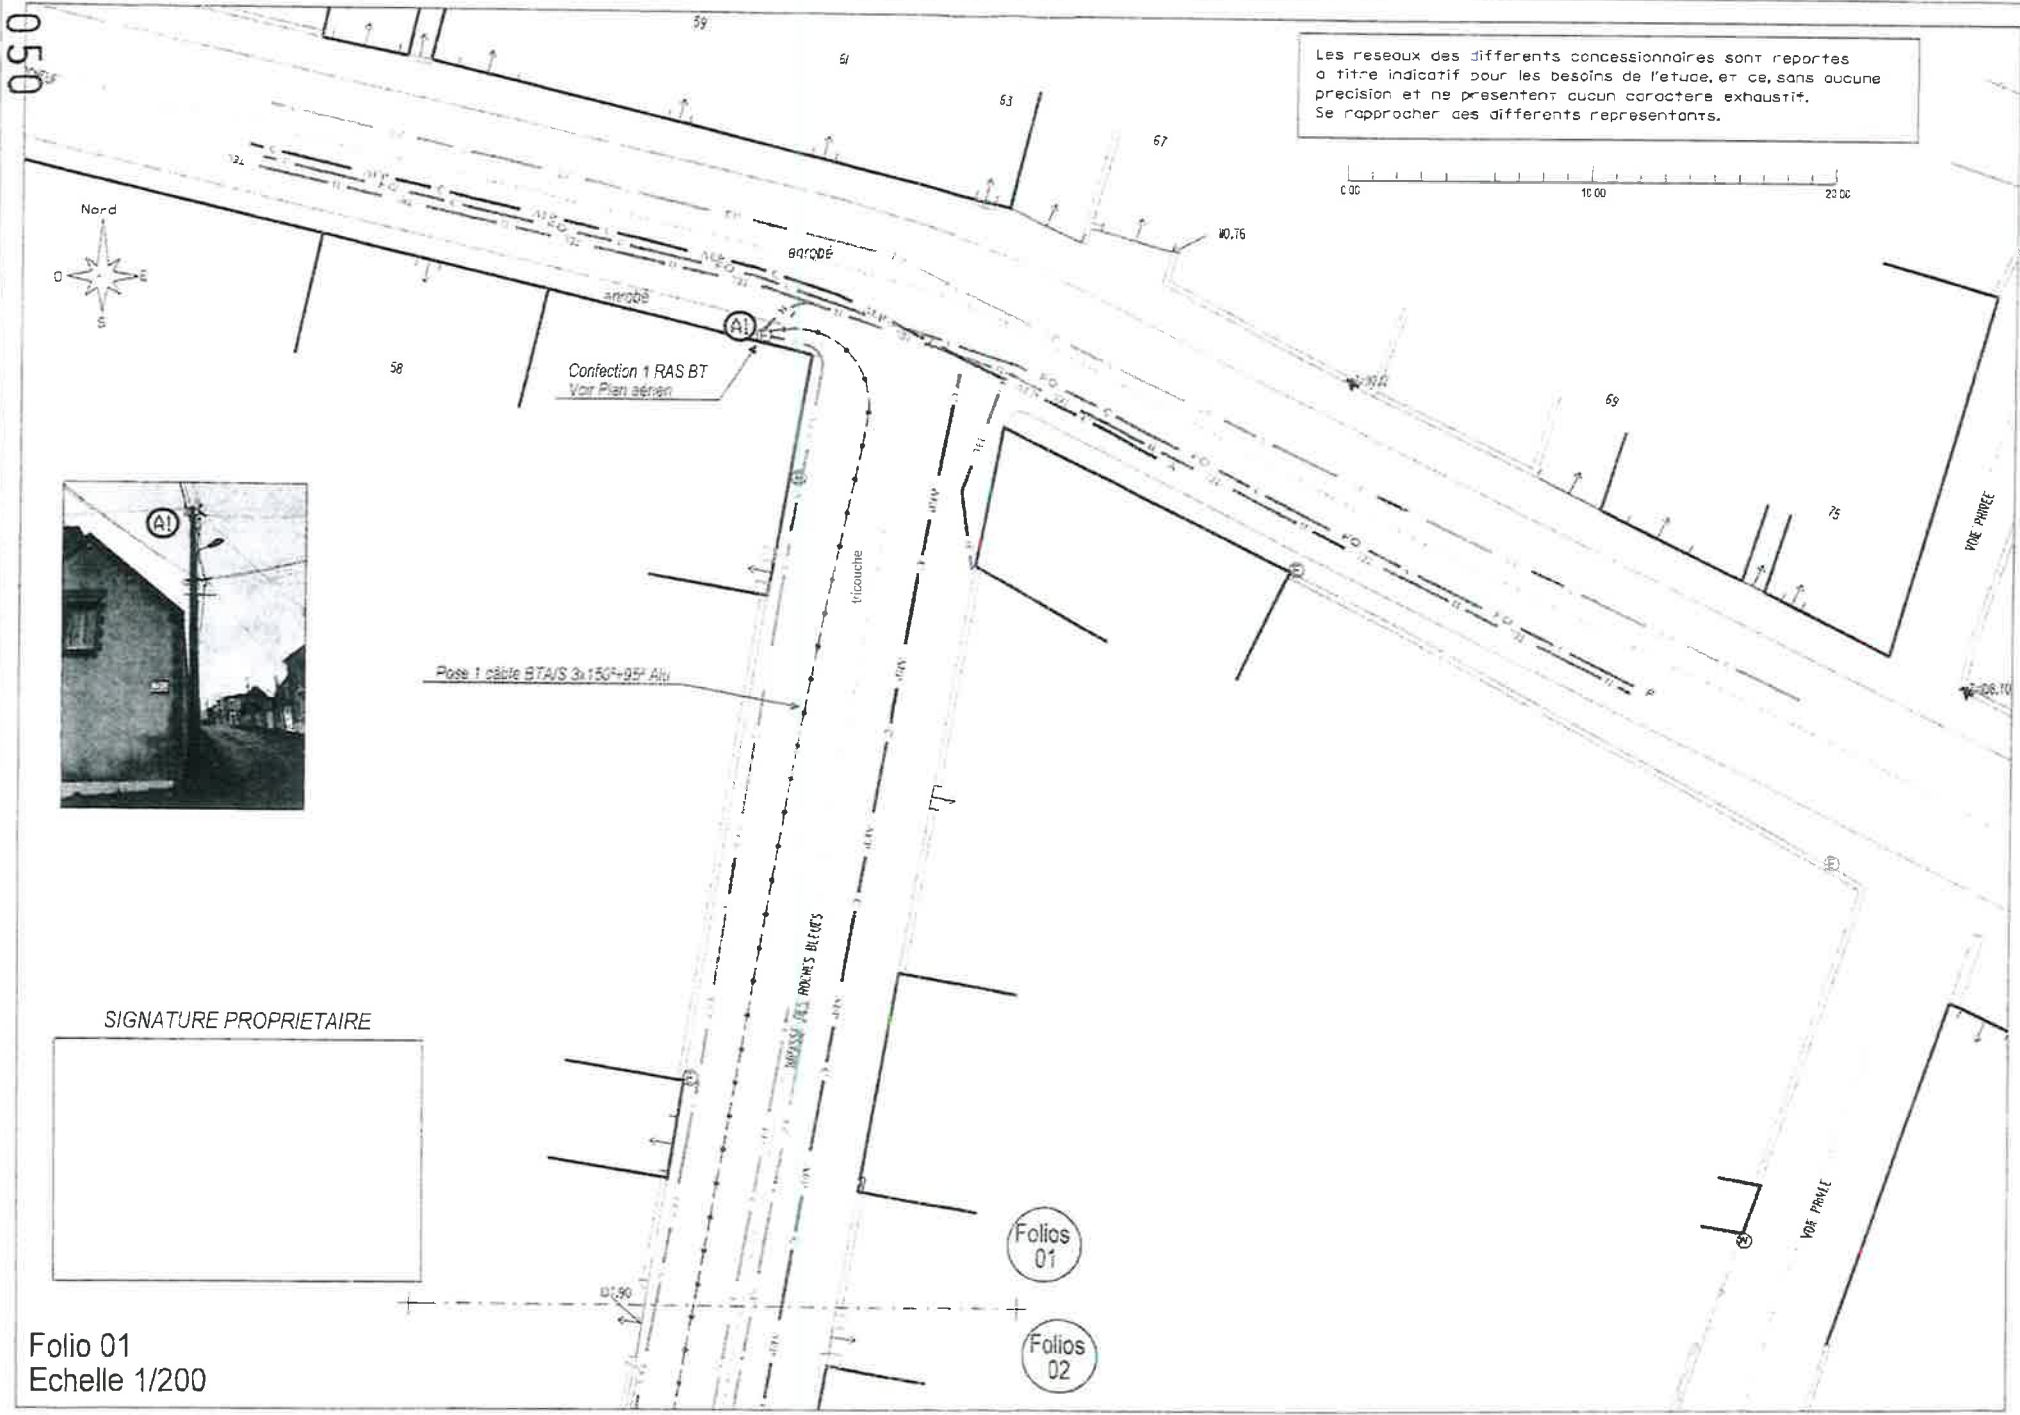 050
59
61
63
67
Les reseaux des differents concessionnaires sont reportes
a titre indicatif pour les besoins de l'etude, et ce, sans aucune
precision et ne presentent aucun caractere exhaustif.
Se rapprocher des differents representants.
0.00 10.00 20.00
Nord
O E
S
enrobé
enrobé
A1
58
Confection 1 RAS BT
Voir Plan aérien
69
75
VOIE PRIVEE
A1
tricouche
Pose 1 câble BTA/S 3x150²+95² Alu
IMPASSE DES ROCHES BLEUES
SIGNATURE PROPRIETAIRE
VOIE PRIVEE
Folios
01
Folios
02
Folio 01
Echelle 1/200